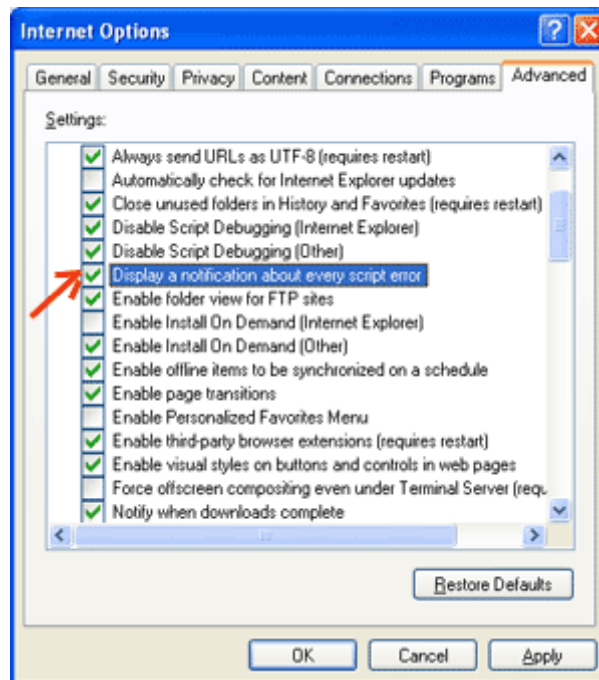 Internet Options
General Security Privacy Content Connections Programs Advanced
Settings:
Always send URLs as UTF-8 (requires restart)
Automatically check for Internet Explorer updates
Close unused folders in History and Favorites (requires restart)
Disable Script Debugging (Internet Explorer)
Disable Script Debugging (Other)
Display a notification about every script error
Enable folder view for FTP sites
Enable Install On Demand (Internet Explorer)
Enable Install On Demand (Other)
Enable offline items to be synchronized on a schedule
Enable page transitions
Enable Personalized Favorites Menu
Enable third-party browser extensions (requires restart)
Enable visual styles on buttons and controls in web pages
Force offscreen compositing even under Terminal Server (requ
Notify when downloads complete
Restore Defaults
OK Cancel Apply